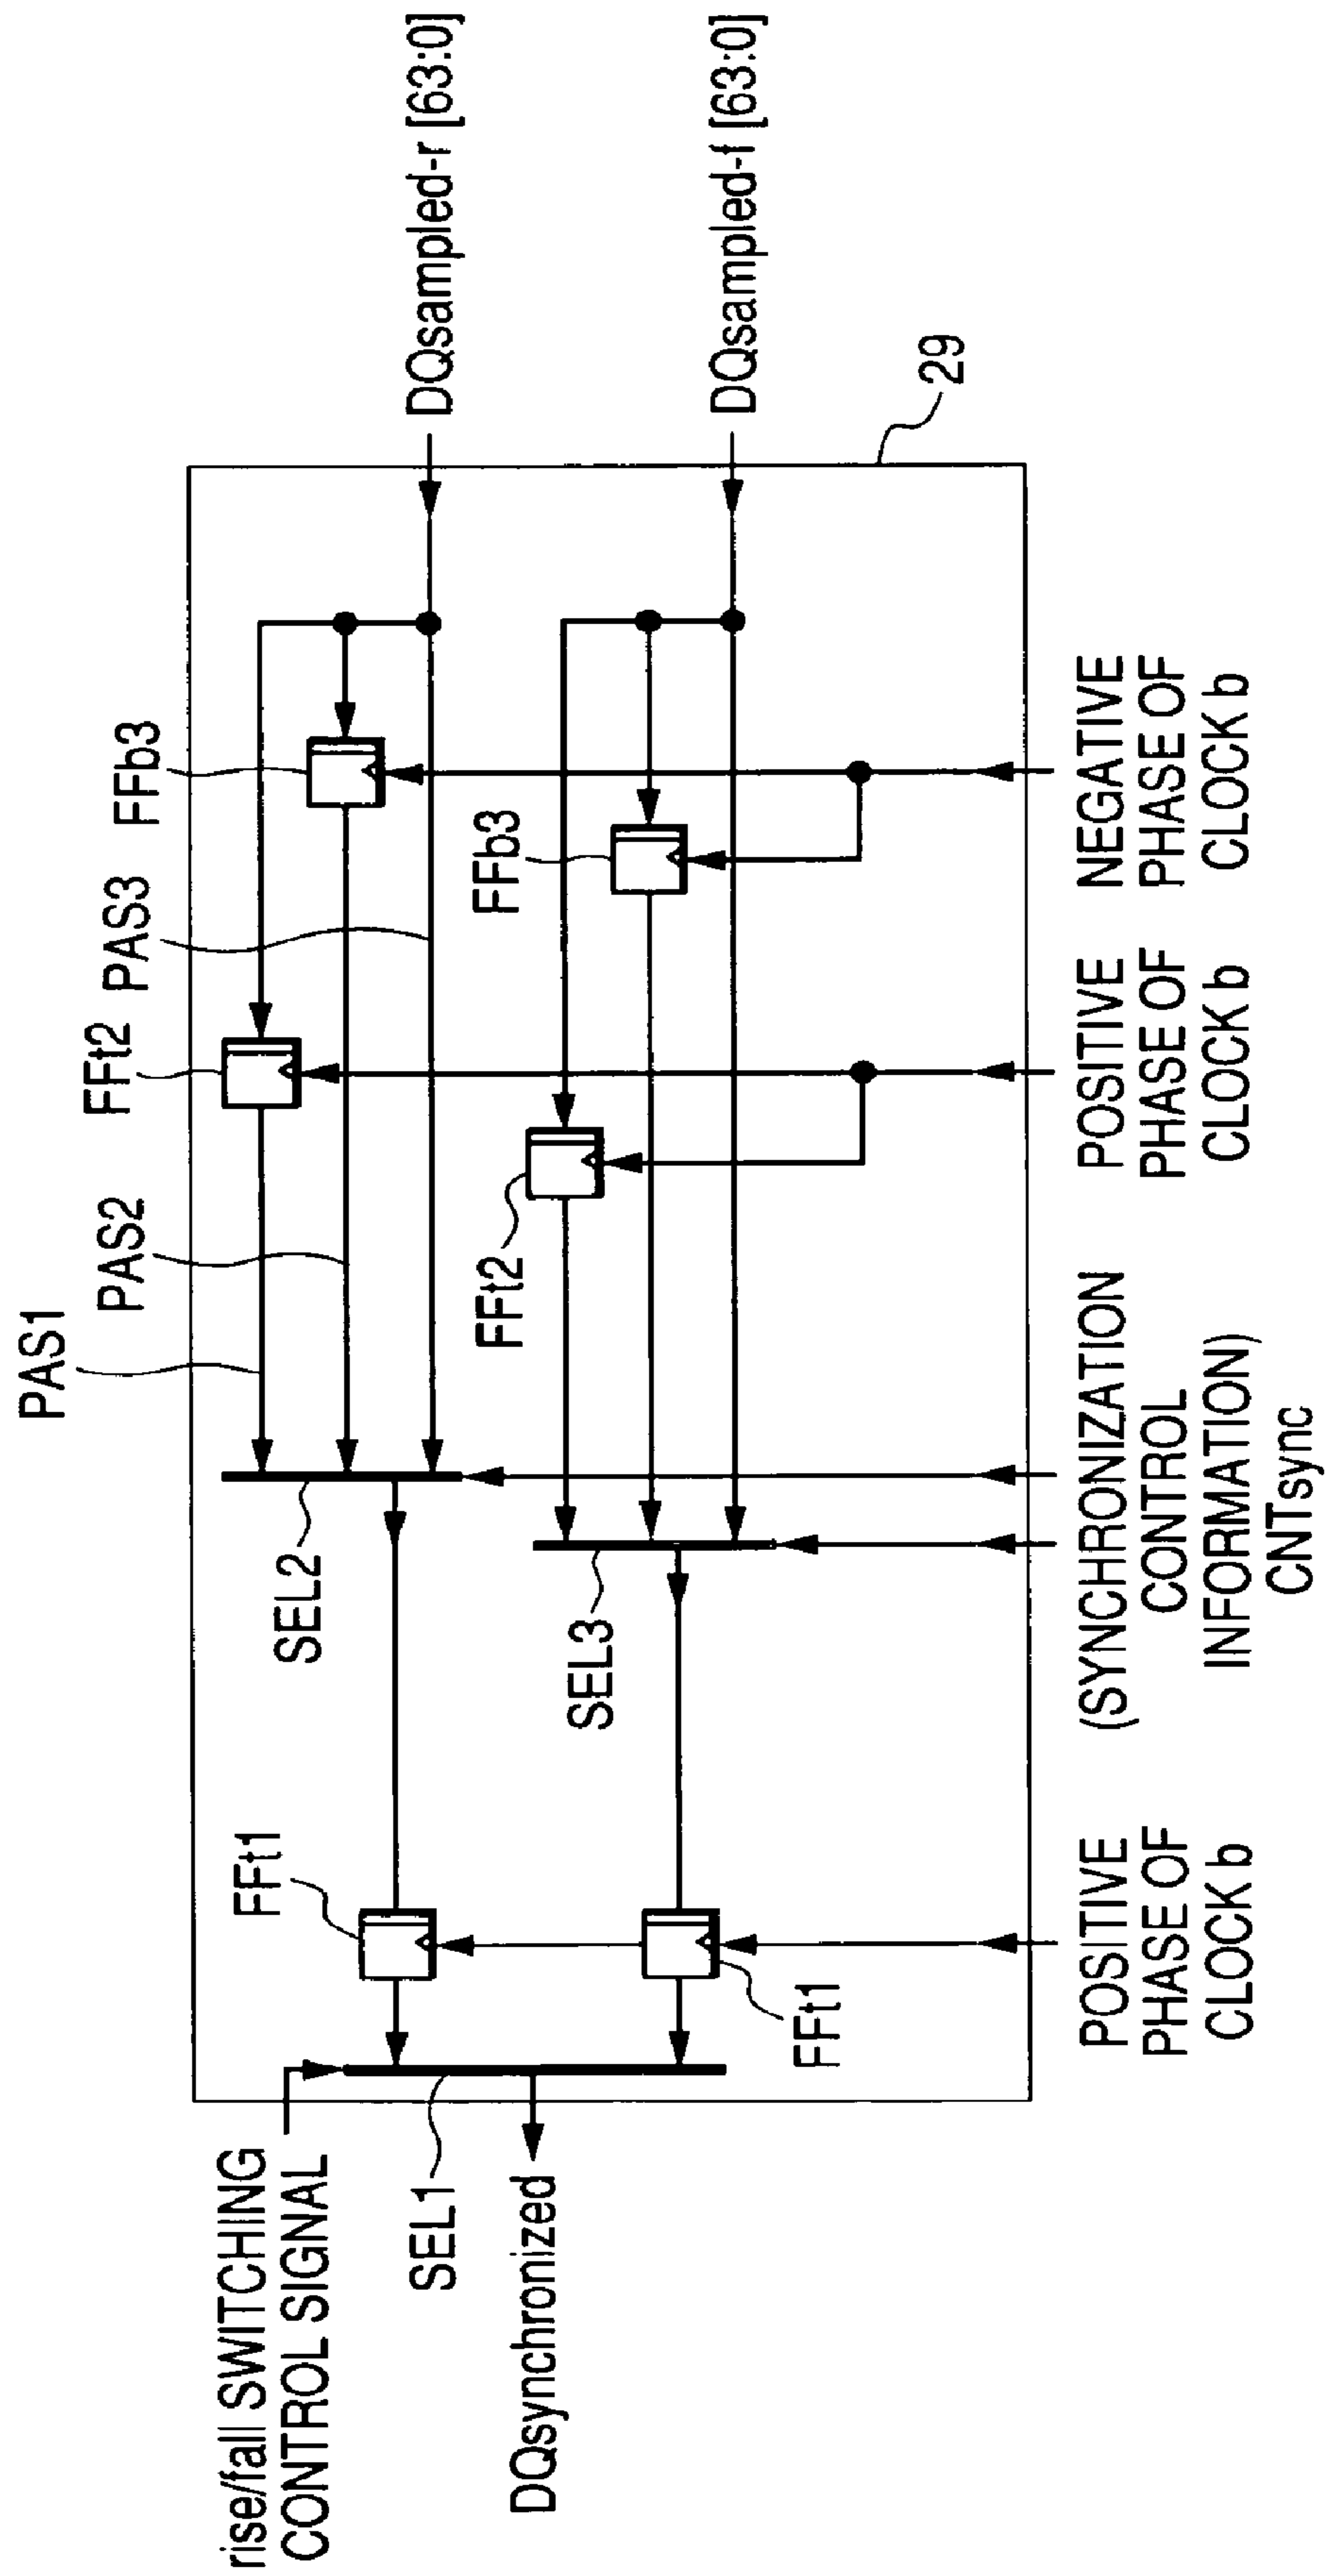 rise/fall SWITCHING
CONTROL SIGNAL
SEL1
DQsynchronized
FFt1
FFt1
POSITIVE
PHASE OF
CLOCK b
SEL2
SEL3
(SYNCHRONIZATION
CONTROL
INFORMATION)
CNTsync
PAS1
PAS2
FFt2
FFt2
POSITIVE
PHASE OF
CLOCK b
PAS3
FFb3
FFb3
NEGATIVE
PHASE OF
CLOCK b
29
DQsampled-r [63:0]
DQsampled-f [63:0]